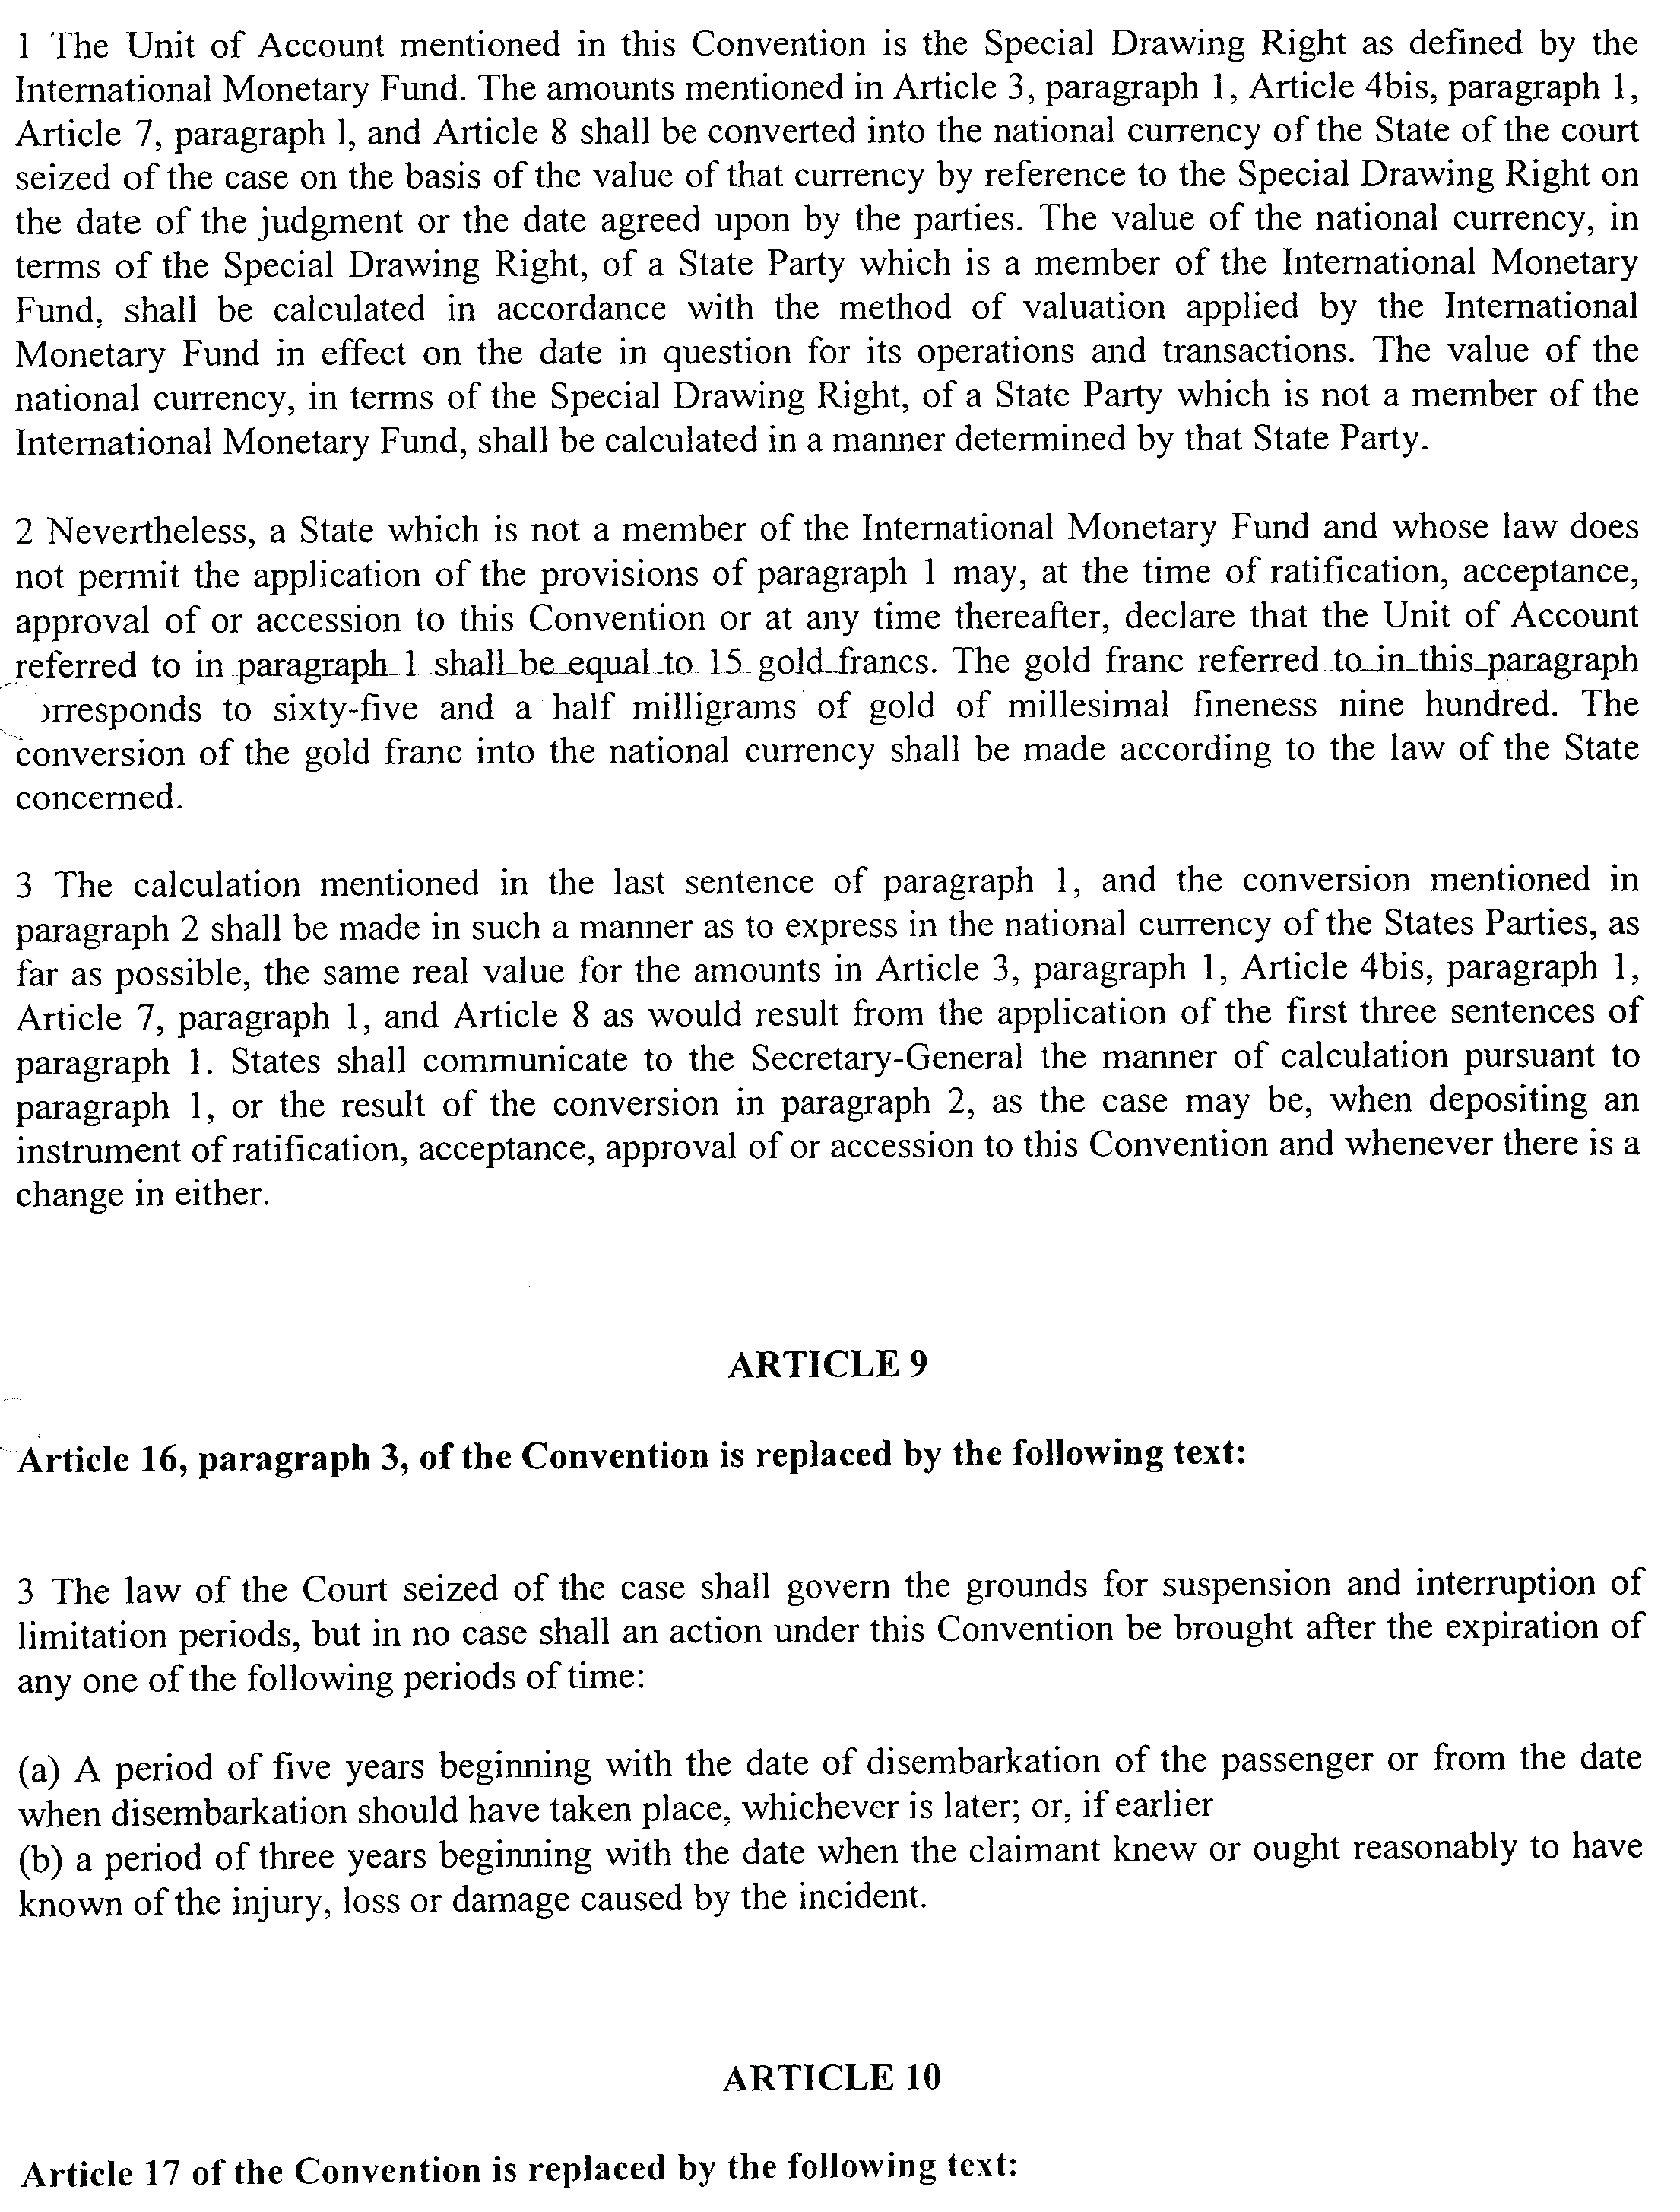 1 The Unit of Account mentioned in this Convention is the Special Drawing Right as defined by the
International Monetary Fund. The amounts mentioned in Article 3, paragraph 1, Article 4bis, paragraph 1,
Article 7, paragraph 1, and Article 8 shall be converted into the national currency of the State of the court
seized of the case on the basis of the value of that currency by reference to the Special Drawing Right on
the date of the judgment or the date agreed upon by the parties. The value of the national currency, in
terms of the Special Drawing Right, of a State Party which is a member of the International Monetary
Fund, shall be calculated in accordance with the method of valuation applied by the International
Monetary Fund in effect on the date in question for its operations and transactions. The value of the
national currency, in terms of the Special Drawing Right, of a State Party which is not a member of the
International Monetary Fund, shall be calculated in a manner determined by that State Party.
2 Nevertheless, a State which is not a member of the International Monetary Fund and whose law does
not permit the application of the provisions of paragraph 1 may, at the time of ratification, acceptance,
approval of or accession to this Convention or at any time thereafter, declare that the Unit of Account
referred to in paragraph 1 shall be equal to 15 gold francs. The gold franc referred to in this paragraph
orresponds to sixty-five and a half milligrams of gold of millesimal fineness nine hundred. The
conversion of the gold franc into the national currency shall be made according to the law of the State
concerned.
3 The calculation mentioned in the last sentence of paragraph 1, and the conversion mentioned in
paragraph 2 shall be made in such a manner as to express in the national currency of the States Parties, as
far as possible, the same real value for the amounts in Article 3, paragraph 1, Article 4bis, paragraph 1,
Article 7, paragraph 1, and Article 8 as would result from the application of the first three sentences of
paragraph 1. States shall communicate to the Secretary-General the manner of calculation pursuant to
paragraph 1, or the result of the conversion in paragraph 2, as the case may be, when depositing an
instrument of ratification, acceptance, approval of or accession to this Convention and whenever there is a
change in either.
ARTICLE 9
Article 16, paragraph 3, of the Convention is replaced by the following text:
3 The law of the Court seized of the case shall govern the grounds for suspension and interruption of
limitation periods, but in no case shall an action under this Convention be brought after the expiration of
any one of the following periods of time:
(a) A period of five years beginning with the date of disembarkation of the passenger or from the date
when disembarkation should have taken place, whichever is later; or, if earlier
(b) a period of three years beginning with the date when the claimant knew or ought reasonably to have
known of the injury, loss or damage caused by the incident.
ARTICLE 10
Article 17 of the Convention is replaced by the following text: